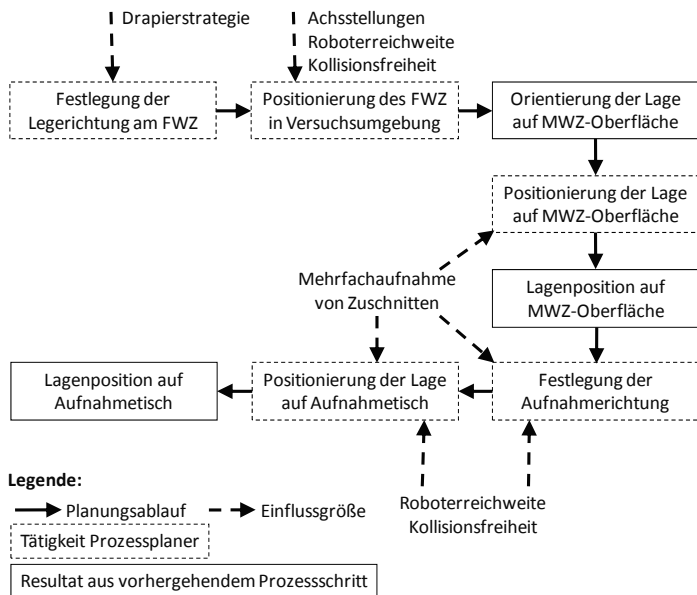 Drapierstrategie
Achsstellungen
Roboterreichweite
Kollisionsfreiheit
Festlegung der
Legerichtung am FWZ
Positionierung des FWZ
in Versuchsumgebung
Orientierung der Lage
auf MWZ-Oberfläche
Positionierung der Lage
auf MWZ-Oberfläche
Mehrfachaufnahme
von Zuschnitten
Lagenposition auf
MWZ-Oberfläche
Lagenposition auf
Aufnahmetisch
Positionierung der Lage
auf Aufnahmetisch
Festlegung der
Aufnahmerichtung
Roboterreichweite
Kollisionsfreiheit
Legende:
Planungsablauf
Einflussgröße
Tätigkeit Prozessplaner
Resultat aus vorhergehendem Prozessschritt